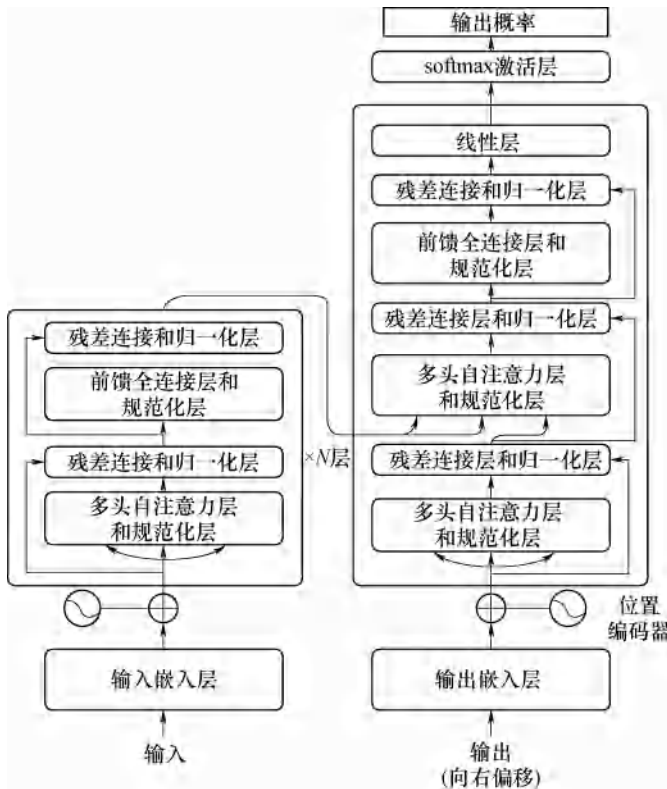 输出概率
softmax激活层
线性层
残差连接和归一化层
前馈全连接层和
规范化层
残差连接层和归一化层
多头自注意力层
和规范化层
残差连接层和归一化层
多头自注意力层
和规范化层
位置
编码器
输出嵌入层
输出
(向右偏移)
残差连接和归一化层
前馈全连接层和
规范化层
残差连接和归一化层
×N层
多头自注意力层
和规范化层
输入嵌入层
输入